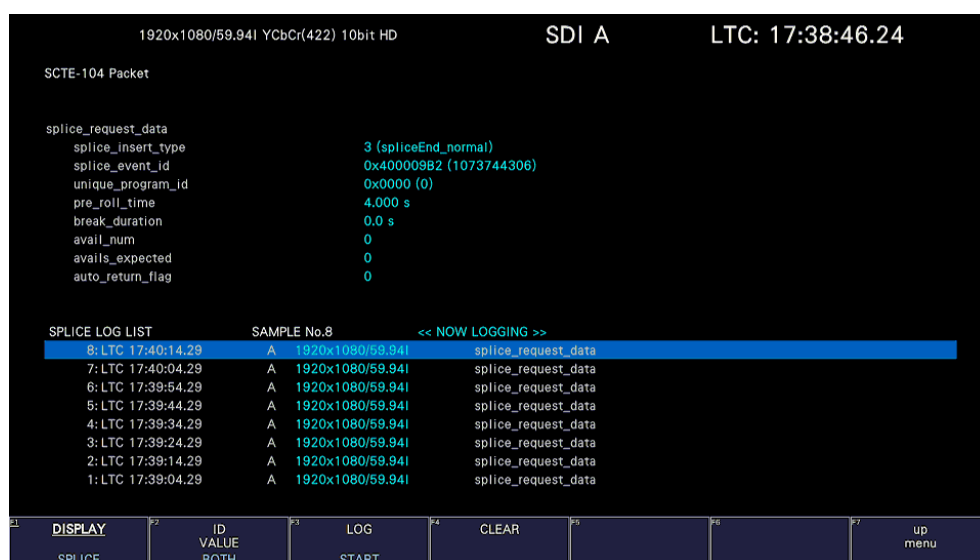 1920x1080/59.94I YCbCr(422) 10bit HD SDI A LTC: 17:38:46.24
SCTE-104 Packet
splice_request_data
splice_insert_type 3 (spliceEnd_normal)
splice_event_id 0x400009B2 (1073744306)
unique_program_id 0x0000 (0)
pre_roll_time 4.000 s
break_duration 0.0 s
avail_num 0
avails_expected 0
auto_return_flag 0
SPLICE LOG LIST SAMPLE No.8 << NOW LOGGING >>
8: LTC 17:40:14.29 A 1920x1080/59.94I splice_request_data
7: LTC 17:40:04.29 A 1920x1080/59.94I splice_request_data
6: LTC 17:39:54.29 A 1920x1080/59.94I splice_request_data
5: LTC 17:39:44.29 A 1920x1080/59.94I splice_request_data
4: LTC 17:39:34.29 A 1920x1080/59.94I splice_request_data
3: LTC 17:39:24.29 A 1920x1080/59.94I splice_request_data
2: LTC 17:39:14.29 A 1920x1080/59.94I splice_request_data
1: LTC 17:39:04.29 A 1920x1080/59.94I splice_request_data
F1 DISPLAY F2 ID F3 LOG F4 CLEAR F5 F6 F7 up
VALUE menu
SPLICE BOTH START